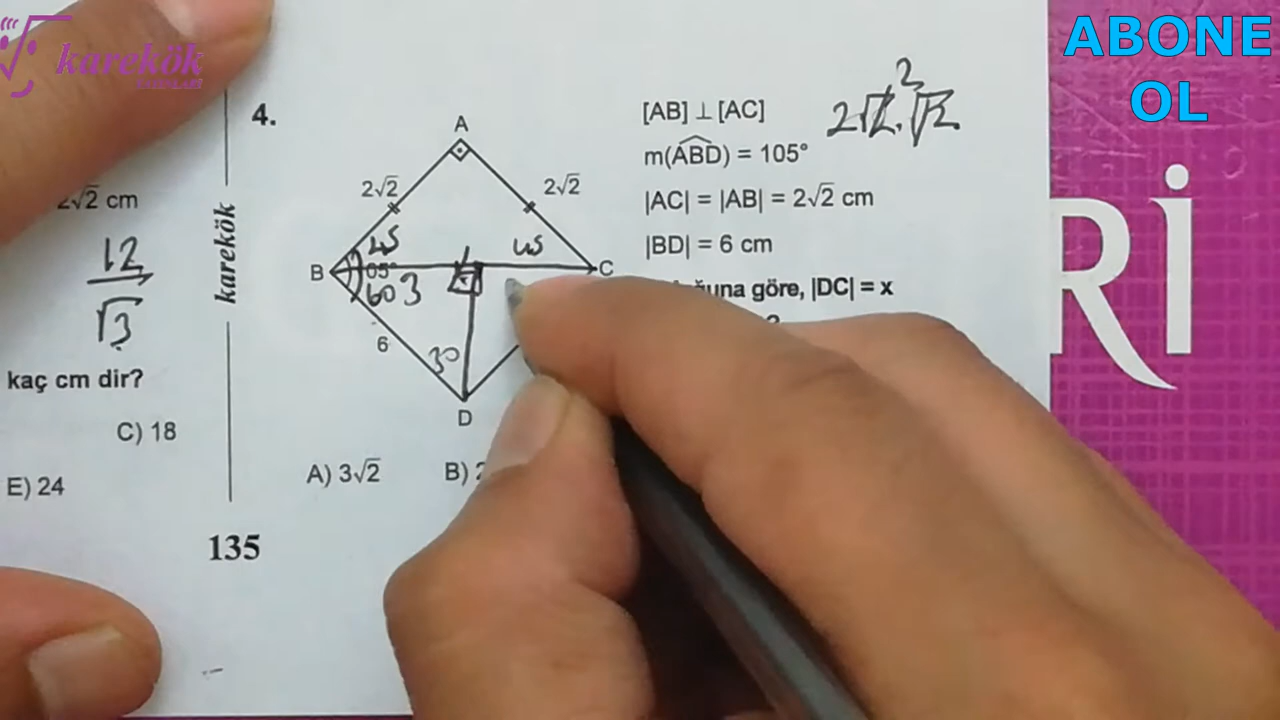 ABONE
OL
karekök
YAYINLARI
2√2 cm
12
√3
kaç cm dir?
C) 18
E) 24
karekök
135
4.
A
2√2
2√2
45
45
B
105°
C
60
3
6
30
D
[AB] ⊥ [AC]
m(ABD) = 105°
|AC| = |AB| = 2√2 cm
|BD| = 6 cm
göre, |DC| = x
2√2.√2
2
A) 3√2
B)
Rİ